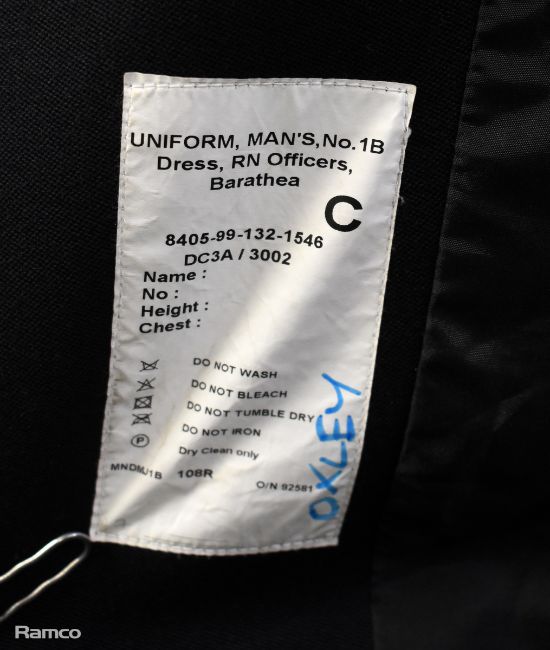 UNIFORM, MAN'S, No.1B
Dress, RN Officers,
Barathea
C
8405-99-132-1546
DC3A / 3002
Name :
No :
Height :
Chest :
DO NOT WASH
DO NOT BLEACH
DO NOT TUMBLE DRY
DO NOT IRON
P Dry Clean only
MNDMJ1B 108R O/N 92581
OXLEY
Ramco